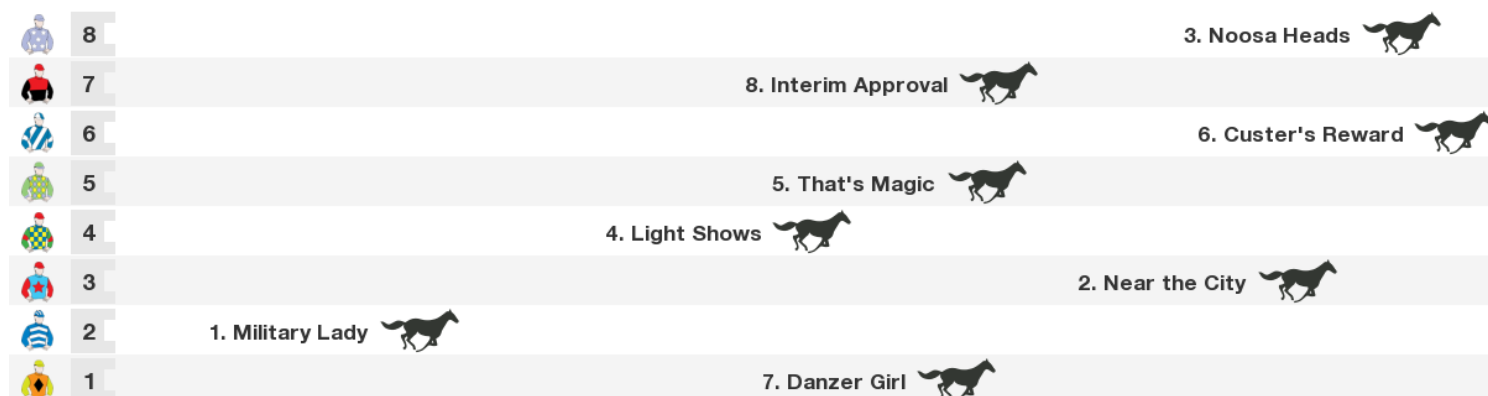 8 3. Noosa Heads
7 8. Interim Approval
6 6. Custer's Reward
5 5. That's Magic
4 4. Light Shows
3 2. Near the City
2 1. Military Lady
1 7. Danzer Girl